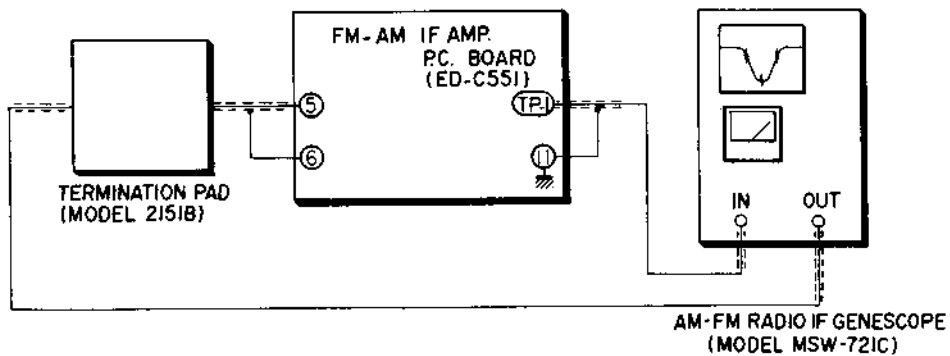 FM-AM IF AMP.
P.C. BOARD
(ED-C551)
5
TP-1
6
11
TERMINATION PAD
(MODEL 2151B)
IN OUT
AM-FM RADIO IF GENESCOPE
(MODEL MSW-721C)